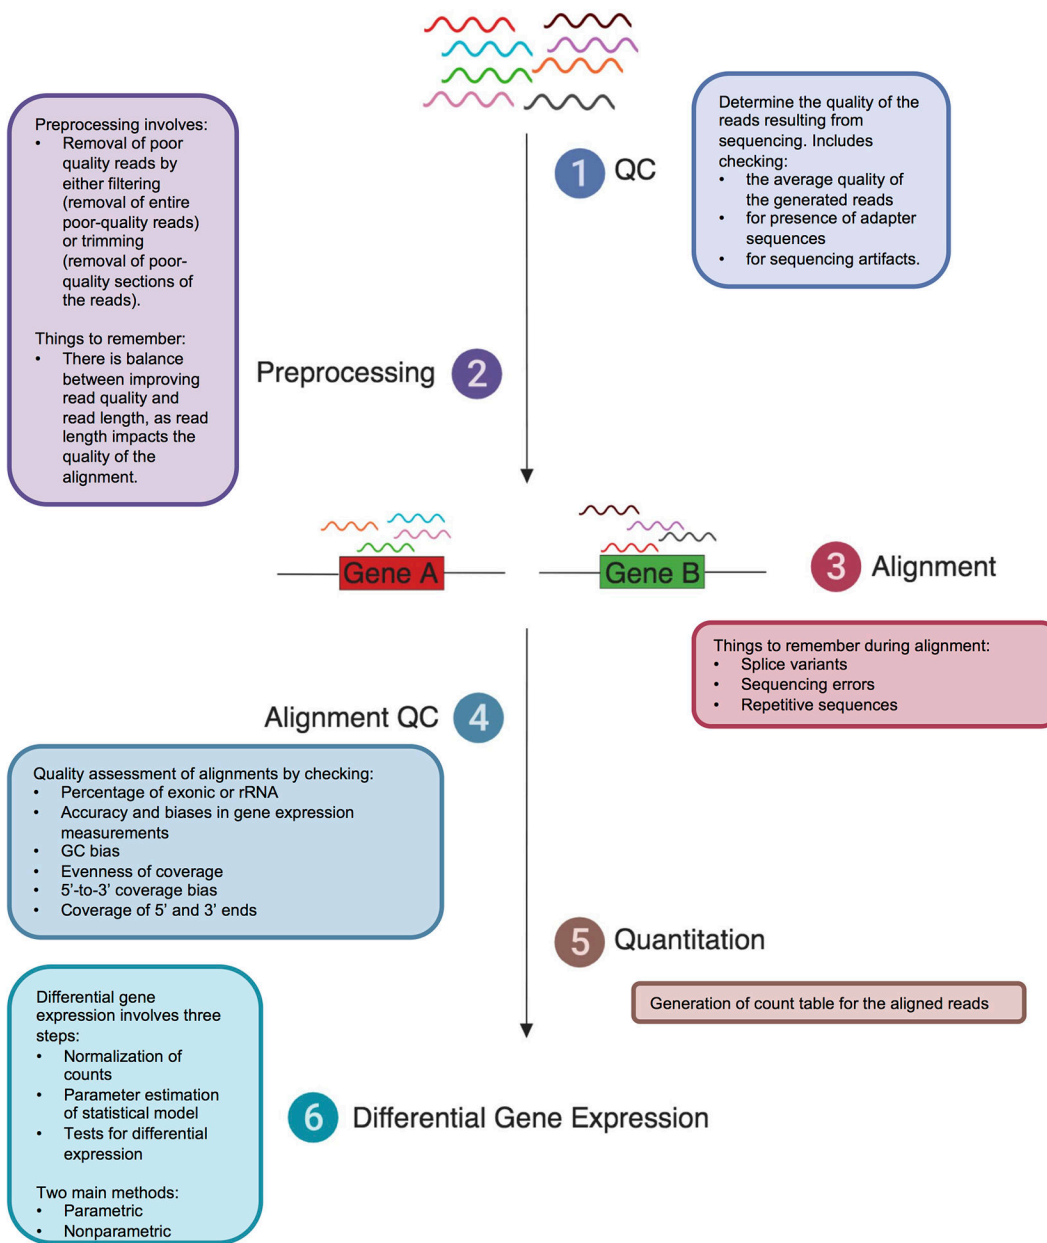 Determine the quality of the
reads resulting from
sequencing. Includes
checking:
• the average quality of
the generated reads
• for presence of adapter
sequences
• for sequencing artifacts.
1 QC
Preprocessing involves:
• Removal of poor
quality reads by
either filtering
(removal of entire
poor-quality reads)
or trimming
(removal of poor-
quality sections of
the reads).
Things to remember:
• There is balance
between improving
read quality and
read length, as read
length impacts the
quality of the
alignment.
Preprocessing 2
Gene A
Gene B
3 Alignment
Things to remember during alignment:
• Splice variants
• Sequencing errors
• Repetitive sequences
Alignment QC 4
Quality assessment of alignments by checking:
• Percentage of exonic or rRNA
• Accuracy and biases in gene expression
measurements
• GC bias
• Evenness of coverage
• 5’-to-3’ coverage bias
• Coverage of 5’ and 3’ ends
5 Quantitation
Generation of count table for the aligned reads
Differential gene
expression involves three
steps:
• Normalization of
counts
• Parameter estimation
of statistical model
• Tests for differential
expression
Two main methods:
• Parametric
• Nonparametric
6 Differential Gene Expression